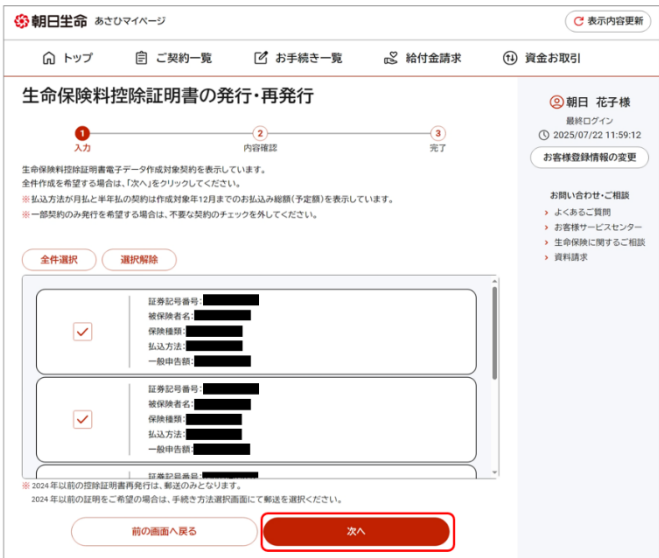 朝日生命 あさひマイページ
表示内容更新
トップ
ご契約一覧
お手続き一覧
給付金請求
資金お取引
生命保険料控除証明書の発行・再発行
1
入力
2
内容確認
3
完了
生命保険料控除証明書電子データ作成対象契約を表示しています。
全件作成を希望する場合は、「次へ」をクリックしてください。
※払込方法が月払と半年払の契約は作成対象年12月までのお払込み総額(予定額)を表示しています。
※一部契約のみ発行を希望する場合は、不要な契約のチェックを外してください。
全件選択
選択解除
証券記号番号:
被保険者名:
保険種類:
払込方法:
一般申告額:
証券記号番号:
被保険者名:
保険種類:
払込方法:
一般申告額:
証券記号番号:
※2024年以前の控除証明書再発行は、郵送のみとなります。
2024年以前の証明をご希望の場合は、手続き方法選択画面にて郵送を選択ください。
前の画面へ戻る
次へ
朝日 花子様
最終ログイン
2025/07/22 11:59:12
お客様登録情報の変更
お問い合わせ・ご相談
よくあるご質問
お客様サービスセンター
生命保険に関するご相談
資料請求